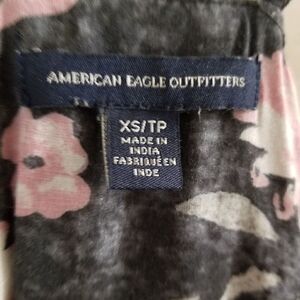 AMERICAN EAGLE OUTFITTERS
XS/TP
MADE IN
INDIA
FABRIQUÉ EN
INDE